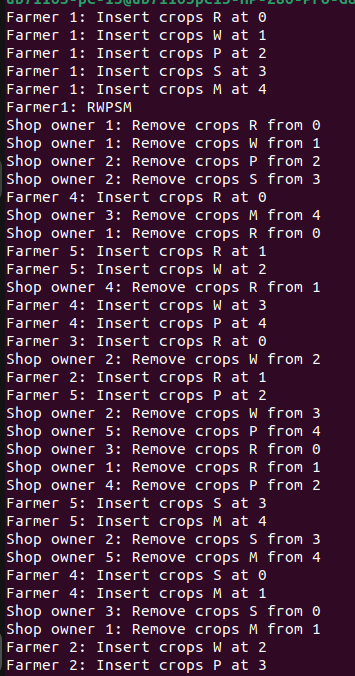 Farmer 1: Insert crops R at 0
Farmer 1: Insert crops W at 1
Farmer 1: Insert crops P at 2
Farmer 1: Insert crops S at 3
Farmer 1: Insert crops M at 4
Farmer1: RWPSM
Shop owner 1: Remove crops R from 0
Shop owner 1: Remove crops W from 1
Shop owner 2: Remove crops P from 2
Shop owner 2: Remove crops S from 3
Farmer 4: Insert crops R at 0
Shop owner 3: Remove crops M from 4
Shop owner 1: Remove crops R from 0
Farmer 5: Insert crops R at 1
Farmer 5: Insert crops W at 2
Shop owner 4: Remove crops R from 1
Farmer 4: Insert crops W at 3
Farmer 4: Insert crops P at 4
Farmer 3: Insert crops R at 0
Shop owner 2: Remove crops W from 2
Farmer 2: Insert crops R at 1
Farmer 5: Insert crops P at 2
Shop owner 2: Remove crops W from 3
Shop owner 5: Remove crops P from 4
Shop owner 3: Remove crops R from 0
Shop owner 1: Remove crops R from 1
Shop owner 4: Remove crops P from 2
Farmer 5: Insert crops S at 3
Farmer 5: Insert crops M at 4
Shop owner 2: Remove crops S from 3
Shop owner 5: Remove crops M from 4
Farmer 4: Insert crops S at 0
Farmer 4: Insert crops M at 1
Shop owner 3: Remove crops S from 0
Shop owner 1: Remove crops M from 1
Farmer 2: Insert crops W at 2
Farmer 2: Insert crops P at 3